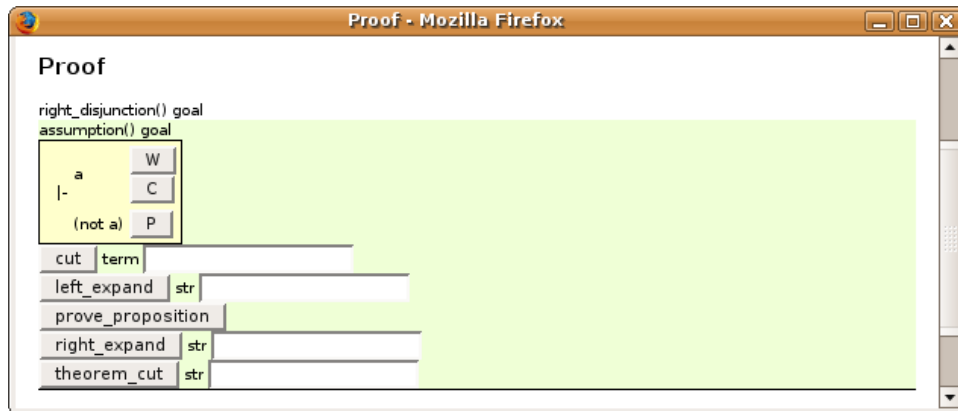 Proof - Mozilla Firefox
Proof
right_disjunction() goal
assumption() goal
a W
|- C
(not a) P
cut term
left_expand str
prove_proposition
right_expand str
theorem_cut str